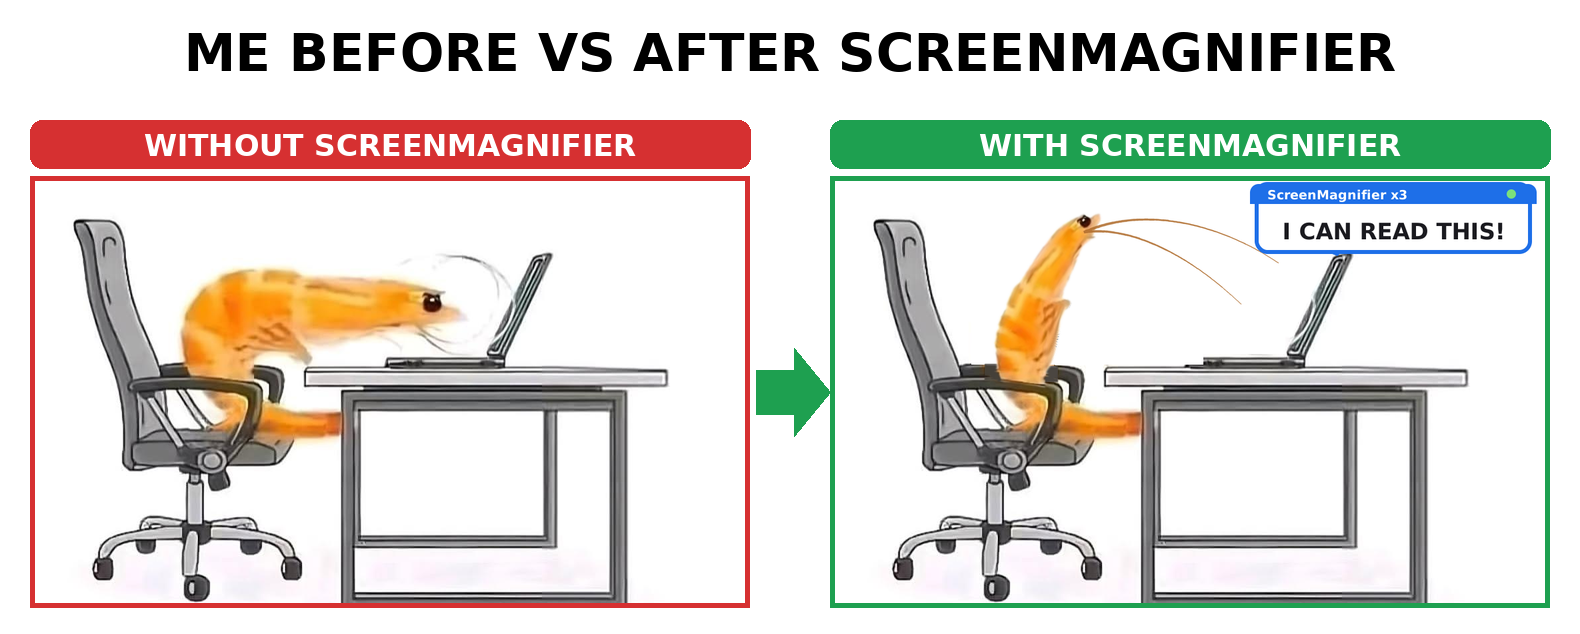 ME BEFORE VS AFTER SCREENMAGNIFIER
WITHOUT SCREENMAGNIFIER
WITH SCREENMAGNIFIER
ScreenMagnifier x3
I CAN READ THIS!